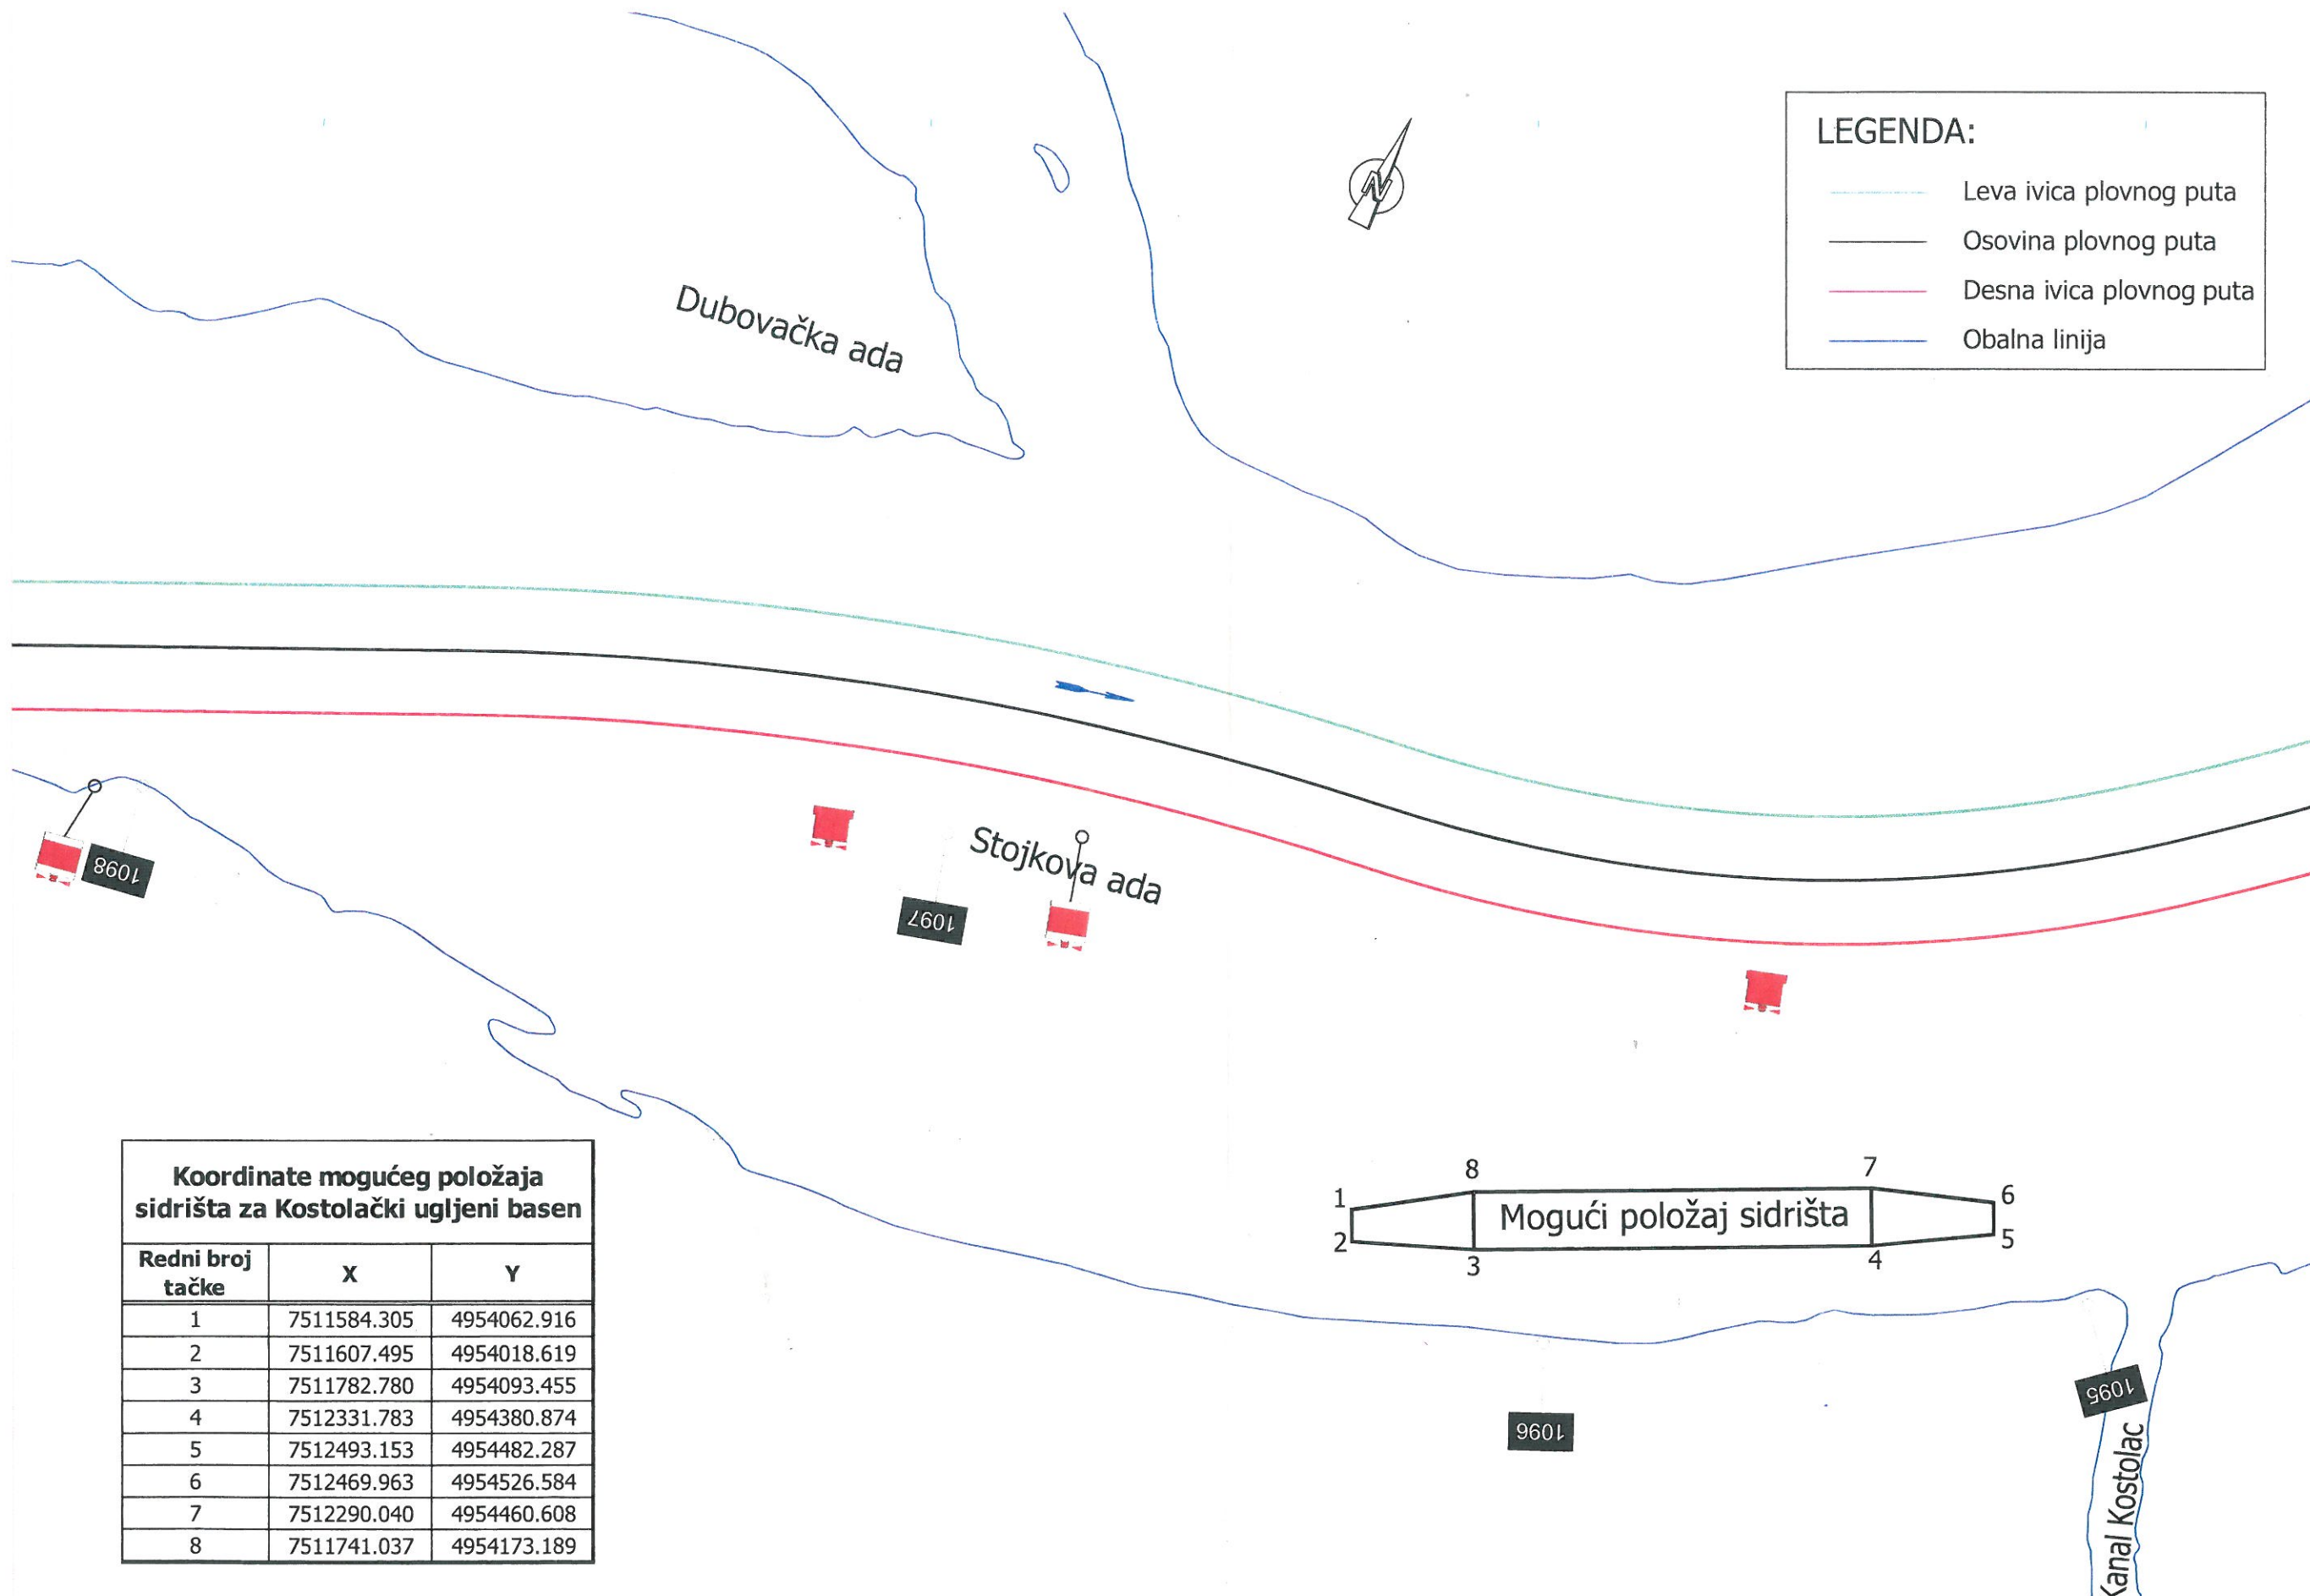 LEGENDA:
Leva ivica plovnog puta
Osovina plovnog puta
Desna ivica plovnog puta
Obalna linija
N
Dubovačka ada
Stojkova ada
1098
1097
1096
1095
Kanal Kostolac
1
2
3
4
5
6
7
8
Mogući položaj sidrišta
Koordinate mogućeg položaja
sidrišta za Kostolački ugljeni basen
Redni broj
tačke
X
Y
1 7511584.305 4954062.916
2 7511607.495 4954018.619
3 7511782.780 4954093.455
4 7512331.783 4954380.874
5 7512493.153 4954482.287
6 7512469.963 4954526.584
7 7512290.040 4954460.608
8 7511741.037 4954173.189